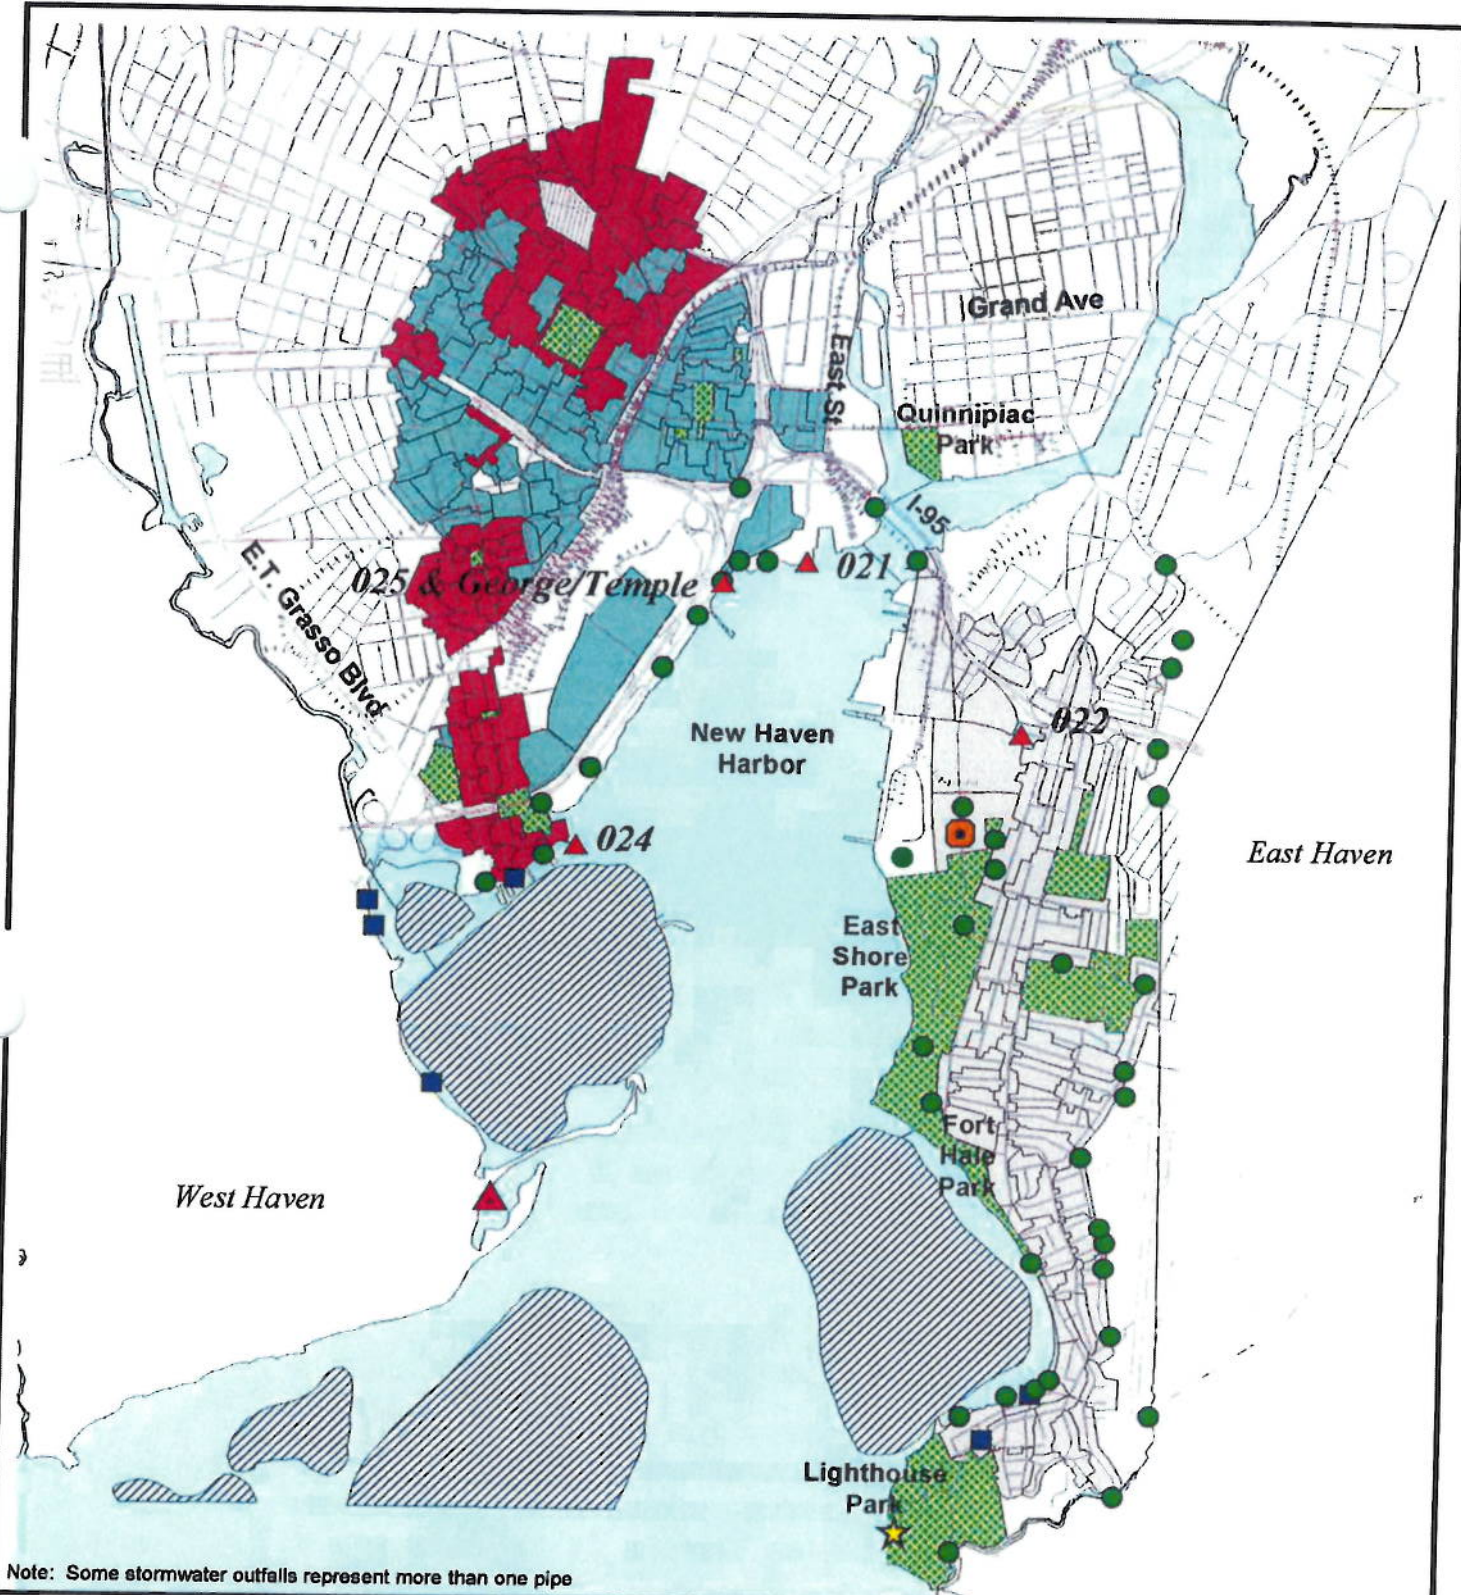 Grand Ave
East St
Quinnipiac
Park
I-95
025 & George/Temple
021
E.T. Grasso Blvd
022
New Haven
Harbor
024
East Haven
East
Shore
Park
Fort
Hale
Park
West Haven
Lighthouse
Park
Note: Some stormwater outfalls represent more than one pipe